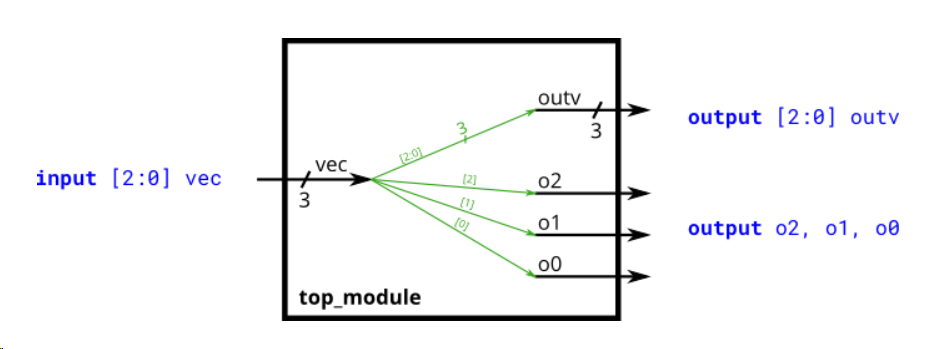 outv
3
output [2:0] outv
3
[2:0]
vec
input [2:0] vec
3
[2]
o2
[1]
o1
output o2, o1, o0
[0]
o0
top_module